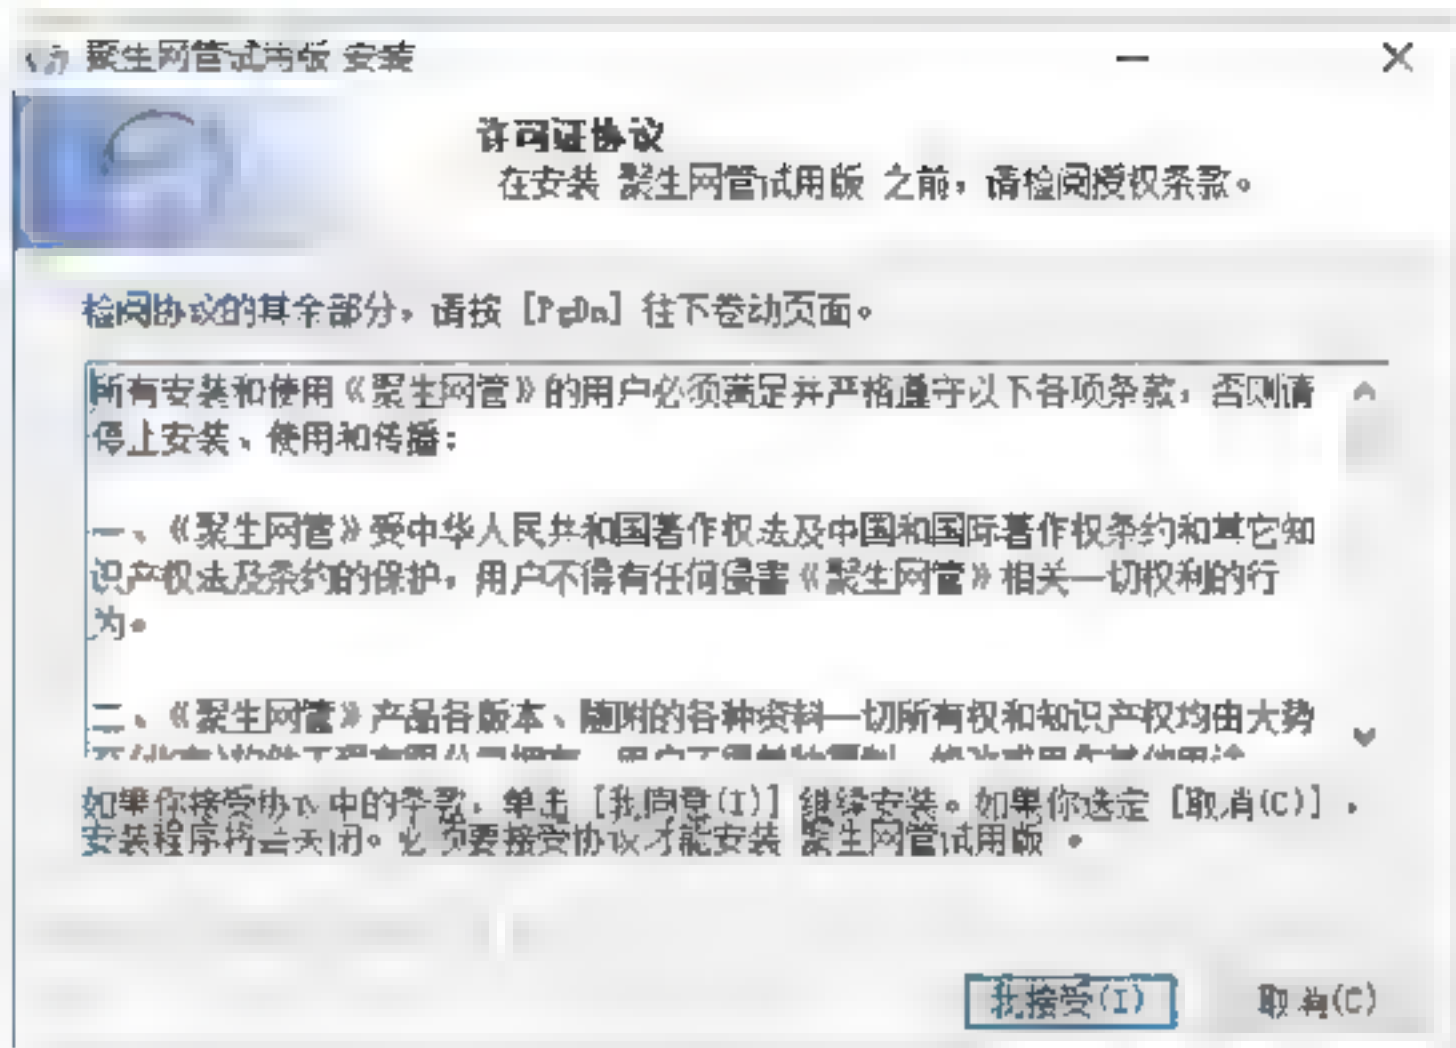 聚生网管试用版 安装
许可证协议
在安装 聚生网管试用版 之前，请检阅授权条款。
检阅协议的其余部分，请按 [PgDn] 往下卷动页面。
所有安装和使用《聚生网管》的用户必须满足并严格遵守以下各项条款，否则请
停止安装、使用和传播：
一、《聚生网管》受中华人民共和国著作权法及中国和国际著作权条约和其它知
识产权法及条约的保护，用户不得有任何侵害《聚生网管》相关一切权利的行
为。
二、《聚生网管》产品各版本、随附的各种资料一切所有权和知识产权均由大势
如果你接受协议中的条款，单击 [我同意(I)] 继续安装。如果你选定 [取消(C)] ，
安装程序将会关闭。必须要接受协议才能安装 聚生网管试用版 。
我接受(I)
取消(C)